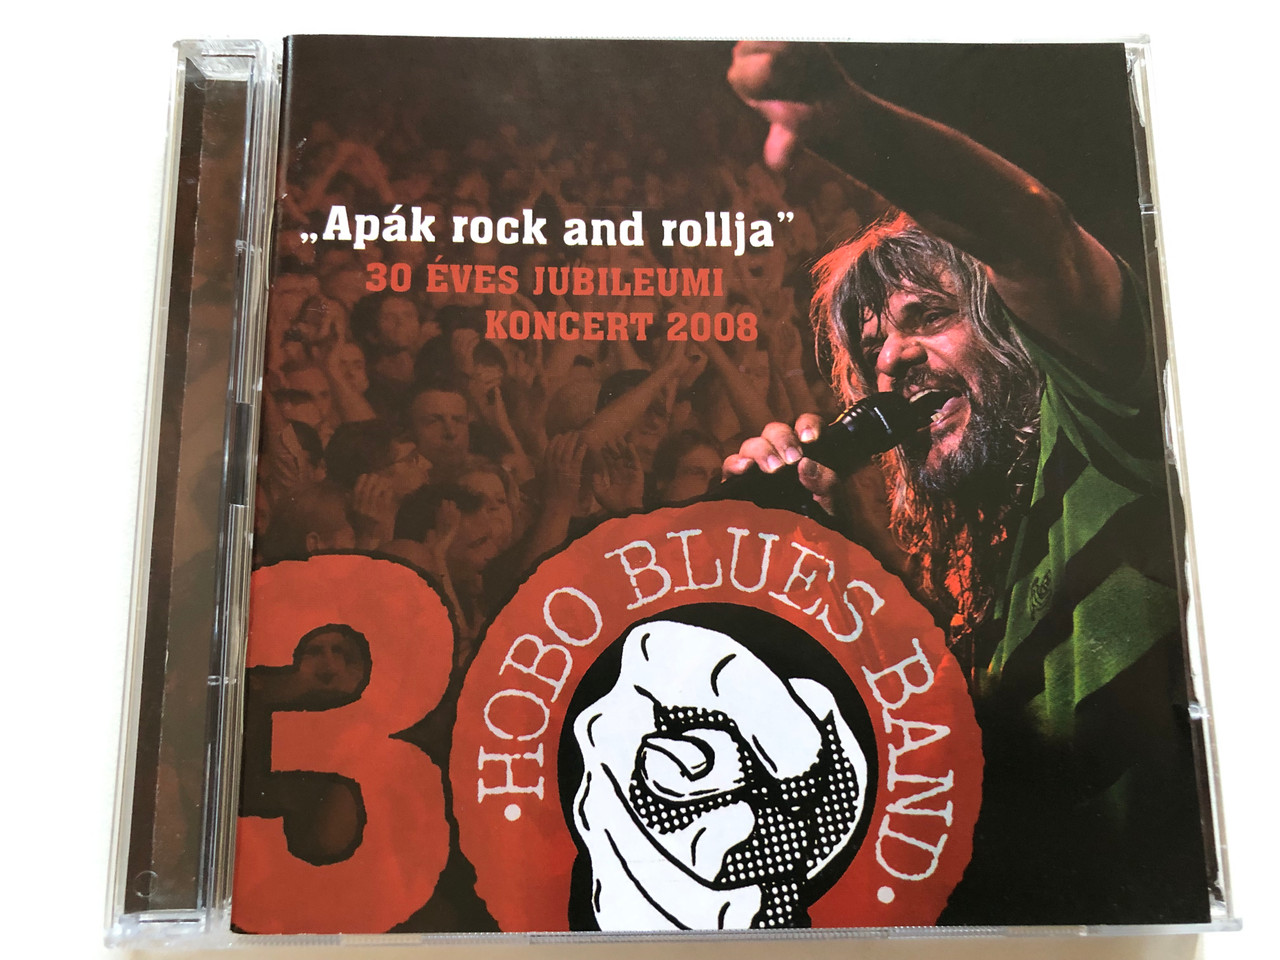 „Apák rock and rollja”
30 ÉVES JUBILEUMI
KONCERT 2008
30
•HOBO BLUES BAND•